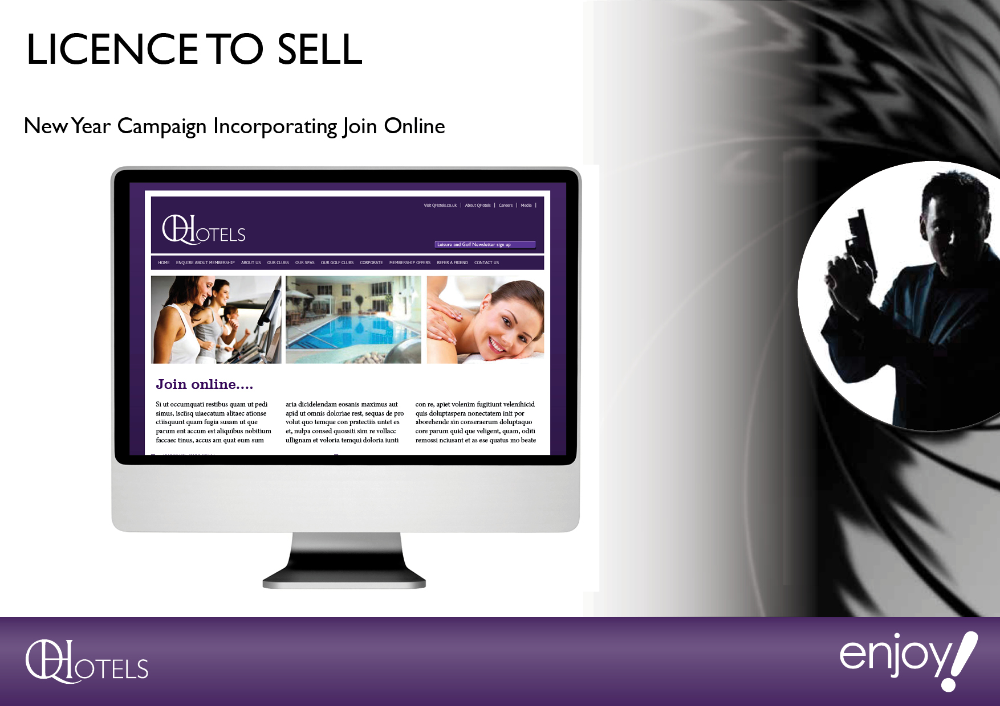 LICENCE TO SELL
New Year Campaign Incorporating Join Online
Visit QHotels.co.uk | About QHotels | Careers | Media |
QHOTELS
Leisure and Golf Newsletter sign up
HOME ENQUIRE ABOUT MEMBERSHIP ABOUT US OUR CLUBS OUR SPAS OUR GOLF CLUBS CORPORATE MEMBERSHIP OFFERS REFER A FRIEND CONTACT US
Join online....
Si ut occumquati restibus quam ut pedi
simus, isciisq uiaecatum alitaec ationse
ctiisquunt quam fugia susam ut que
parum ent accum est aliquibus nobitium
faccaec tinus, accus am quat eum sum
aria dicidelendam eosanis maximus aut
apid ut omnis doloriae rest, sequas de pro
volut quo temque con pratectiis untet es
et, nulpa consed quossiti sim re vollacc
ullignam et voloria temqui doloria iunti
con re, apiet volenim fugitiunt velenihicid
quis doluptaspera nonectatem init por
aborehende sin conseraerum doluptaquo
core parum quid que veligent, quam, oditi
remossi nciusant et as ese quatus mo beate
QHOTELS
enjoy!